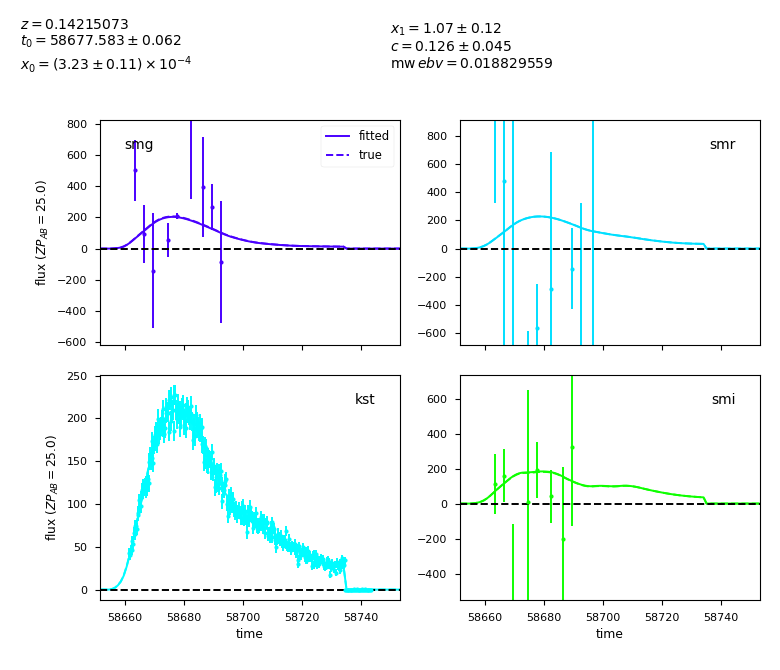 z = 0.14215073
t₀ = 58677.583 ± 0.062
x₀ = (3.23 ± 0.11) × 10⁻⁴
x₁ = 1.07 ± 0.12
c = 0.126 ± 0.045
mw ebv = 0.018829559
smg
fitted
true
flux (ZP_AB = 25.0)
800
600
400
200
0
−200
−400
−600
smr
800
600
400
200
0
−200
−400
−600
kst
flux (ZP_AB = 25.0)
250
200
150
100
50
0
58660 58680 58700 58720 58740
time
smi
600
400
200
0
−200
−400
58660 58680 58700 58720 58740
time